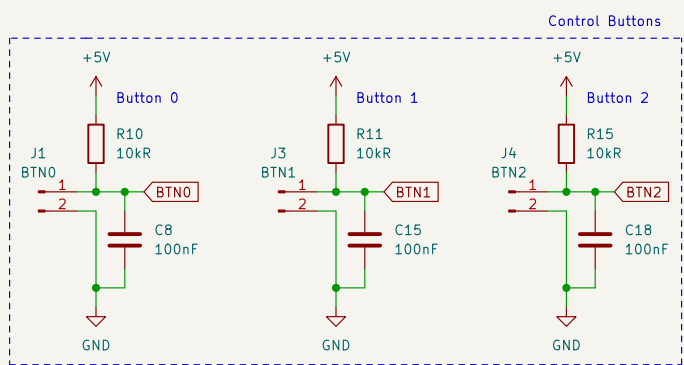 Control Buttons
+5V
Button 0
R10
10kR
J1
BTN0
1
2
BTN0
C8
100nF
GND
+5V
Button 1
R11
10kR
J3
BTN1
1
2
BTN1
C15
100nF
GND
+5V
Button 2
R15
10kR
J4
BTN2
1
2
BTN2
C18
100nF
GND